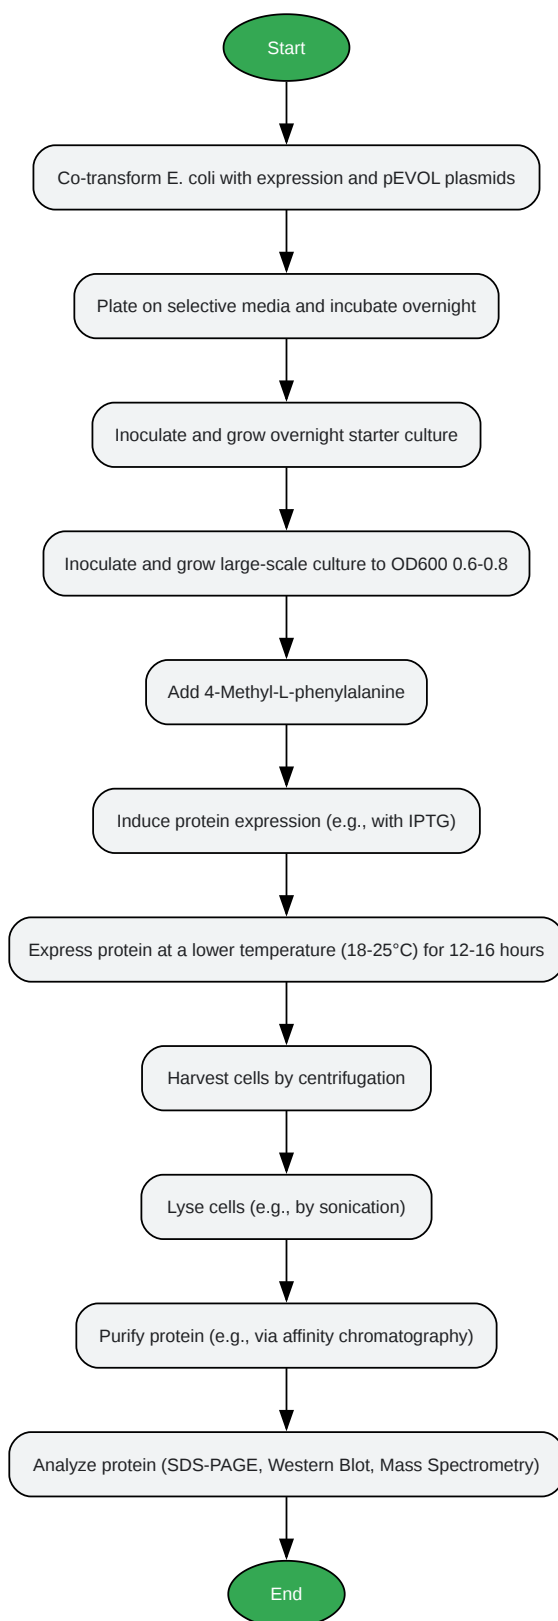 Start
Co-transform E. coli with expression and pEVOL plasmids
Plate on selective media and incubate overnight
Inoculate and grow overnight starter culture
Inoculate and grow large-scale culture to OD600 0.6-0.8
Add 4-Methyl-L-phenylalanine
Induce protein expression (e.g., with IPTG)
Express protein at a lower temperature (18-25°C) for 12-16 hours
Harvest cells by centrifugation
Lyse cells (e.g., by sonication)
Purify protein (e.g., via affinity chromatography)
Analyze protein (SDS-PAGE, Western Blot, Mass Spectrometry)
End